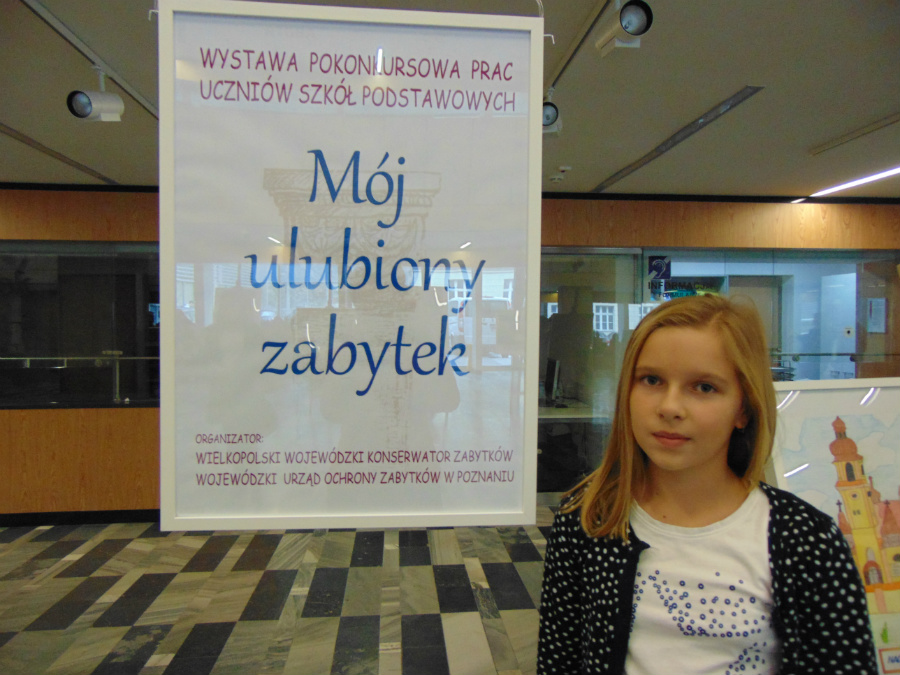 WYSTAWA POKONKURSOWA PRAC
UCZNIÓW SZKÓŁ PODSTAWOWYCH
Mój
ulubiony
zabytek
ORGANIZATOR:
WIELKOPOLSKI WOJEWÓDZKI KONSERWATOR ZABYTKÓW
WOJEWÓDZKI URZĄD OCHRONY ZABYTKÓW W POZNANIU
INFORMACJE